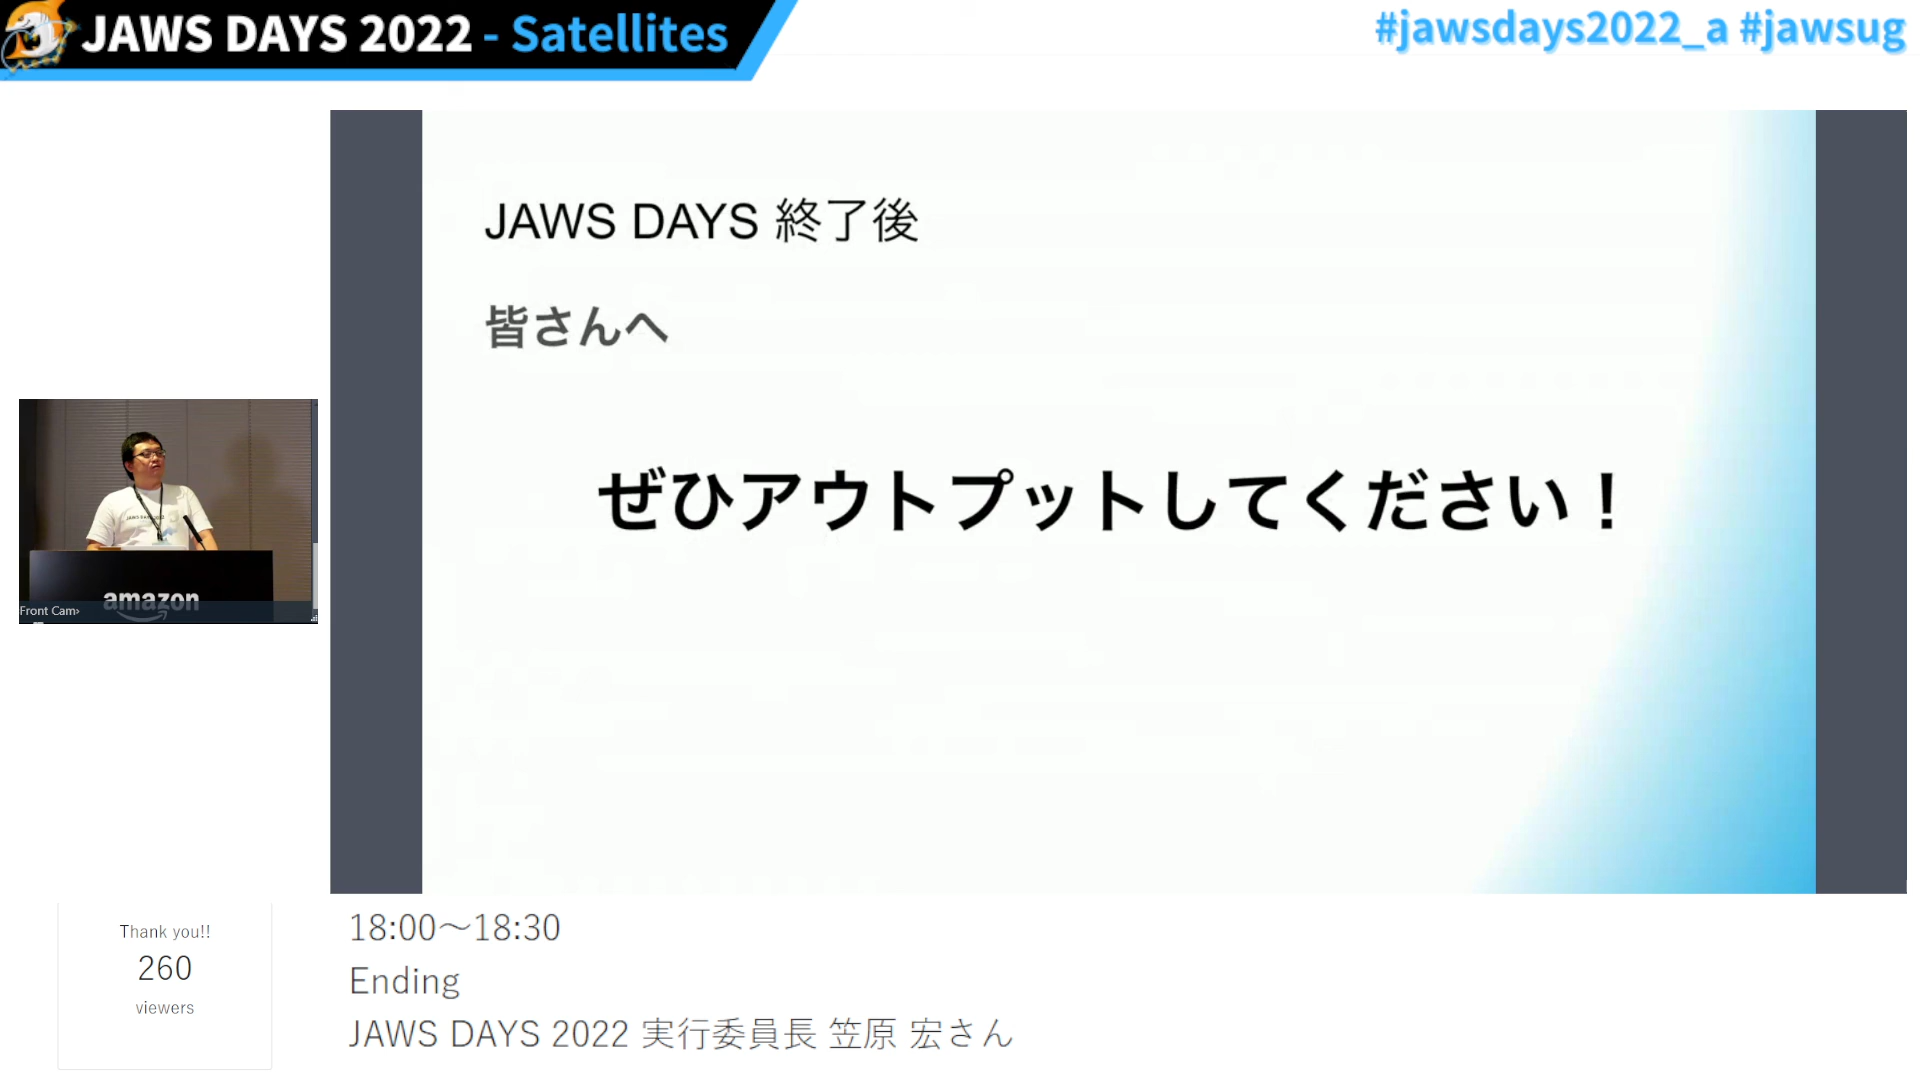 JAWS DAYS 2022 - Satellites
#jawsdays2022_a #jawsug
JAWS DAYS 終了後
皆さんへ
ぜひアウトプットしてください！
amazon
Front Cam
Thank you!!
260
viewers
18:00～18:30
Ending
JAWS DAYS 2022 実行委員長 笠原 宏さん